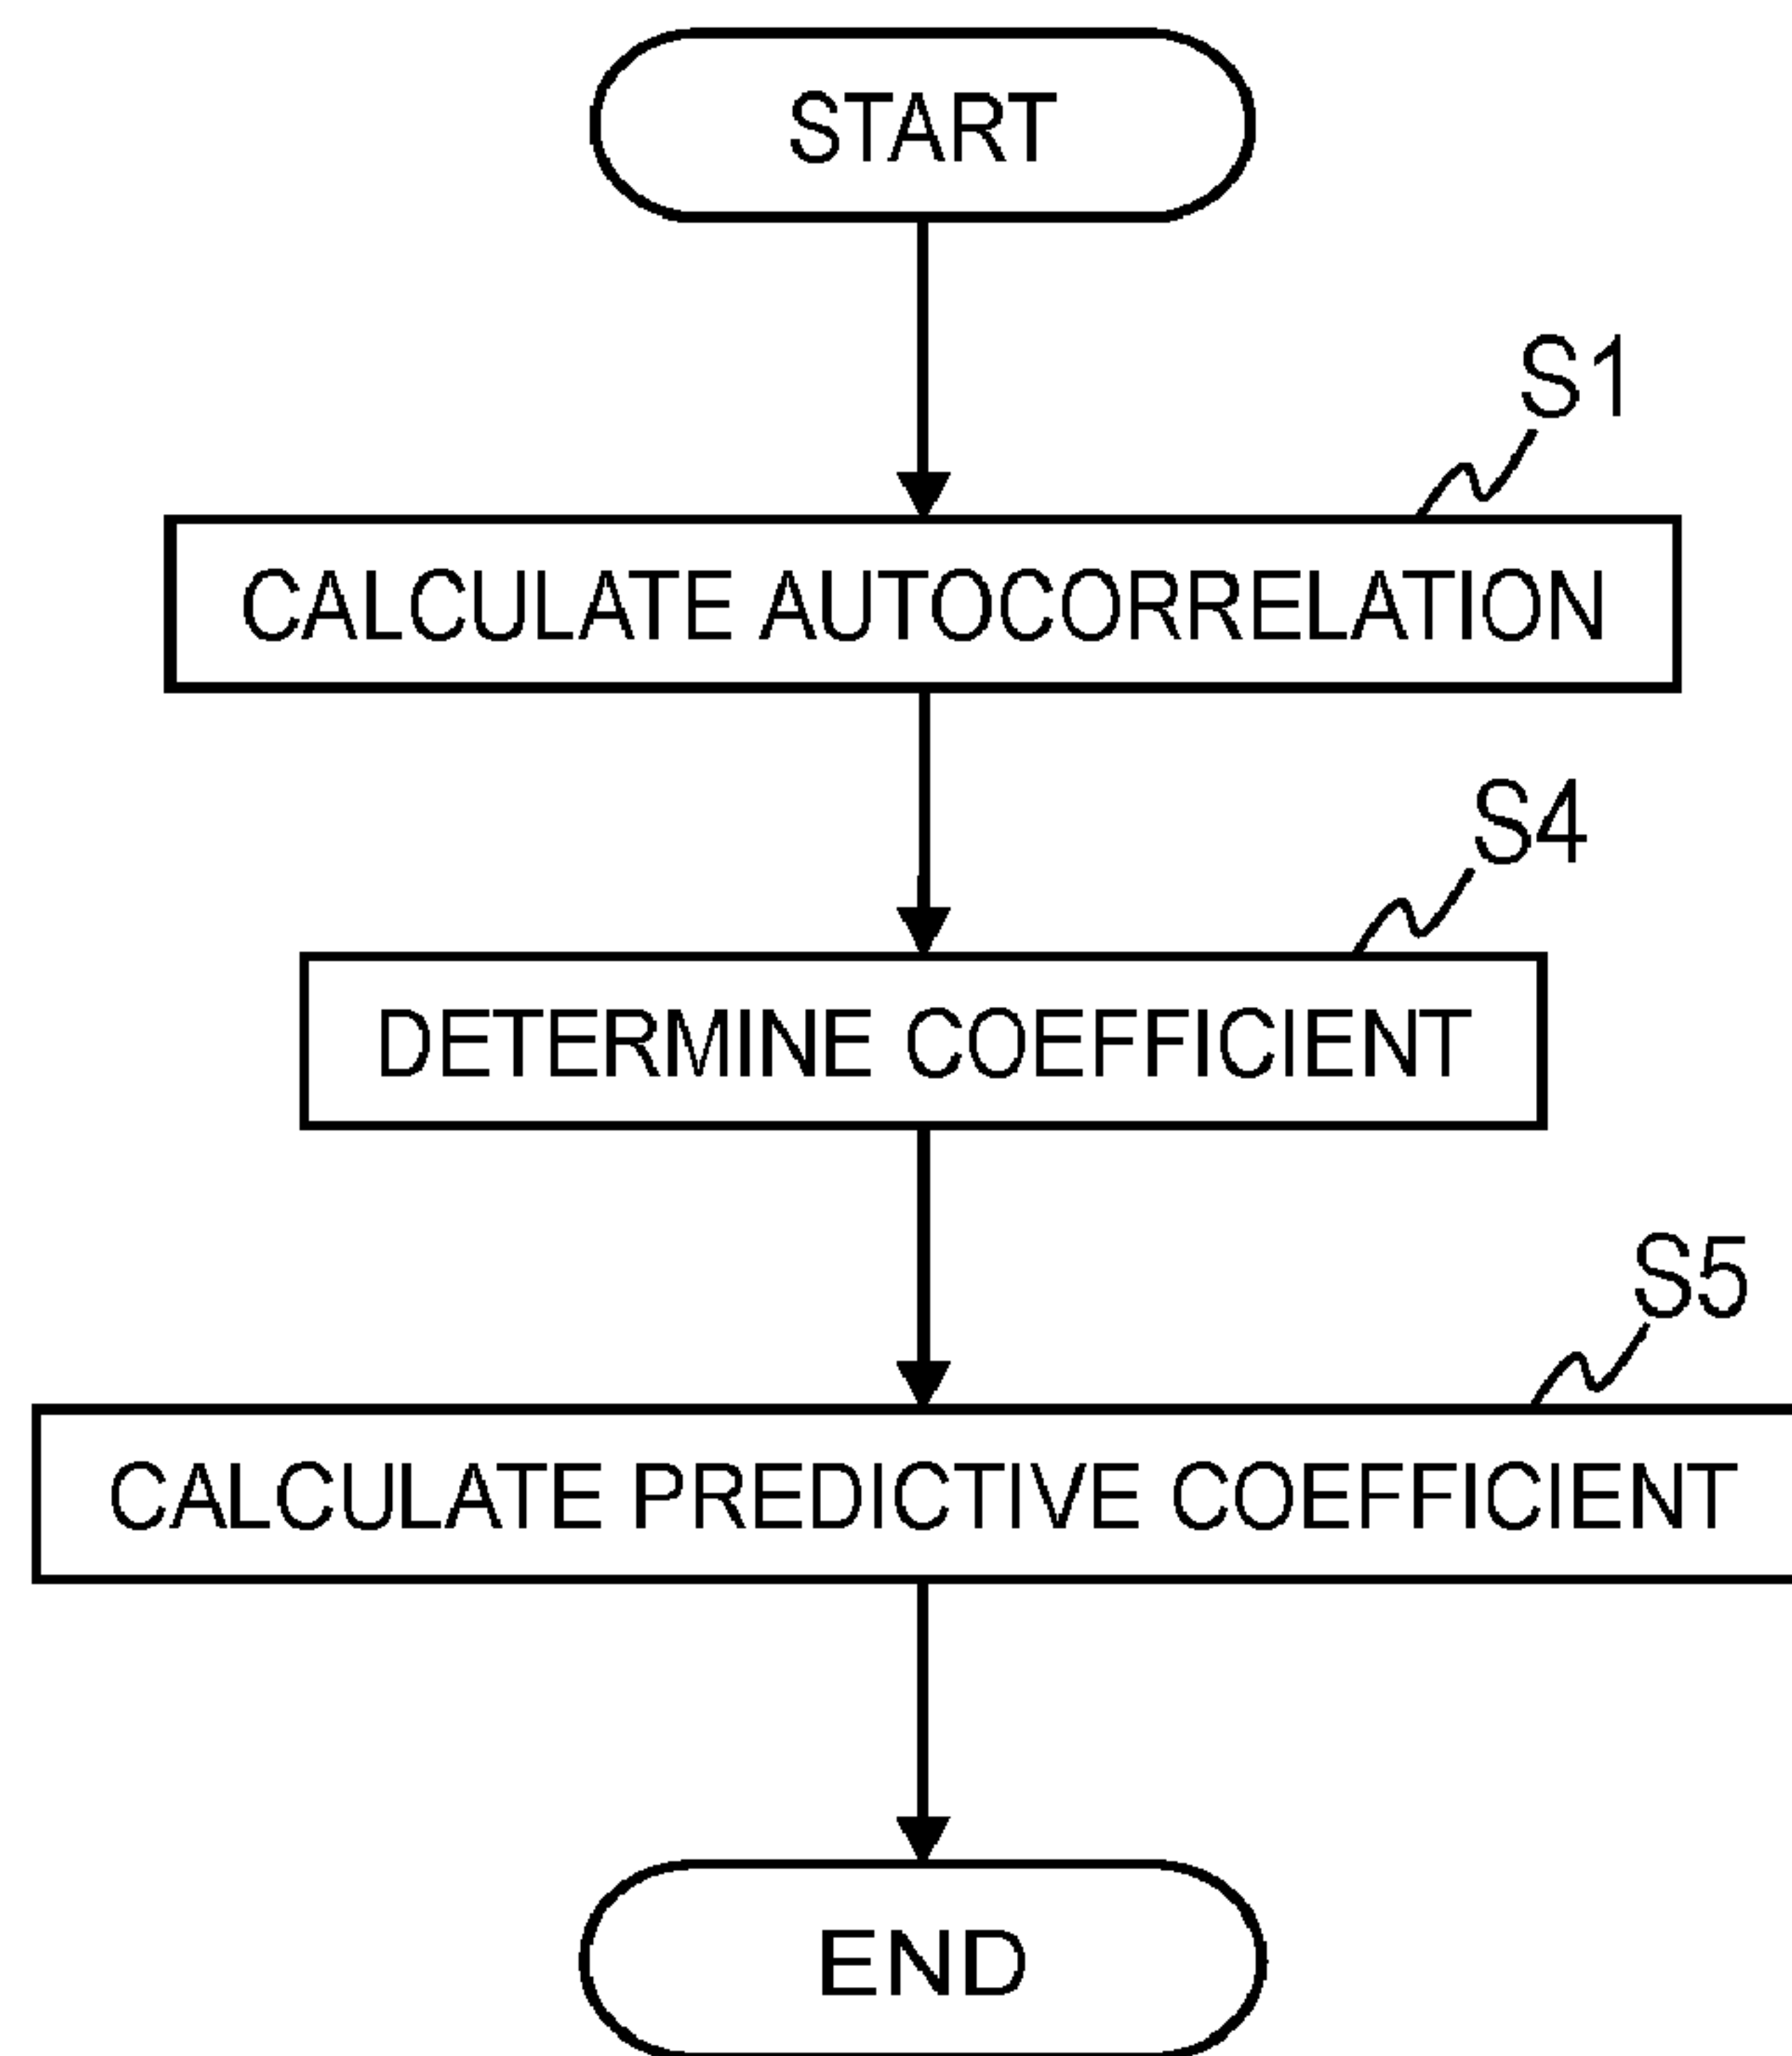 START
S1
CALCULATE AUTOCORRELATION
S4
DETERMINE COEFFICIENT
S5
CALCULATE PREDICTIVE COEFFICIENT
END